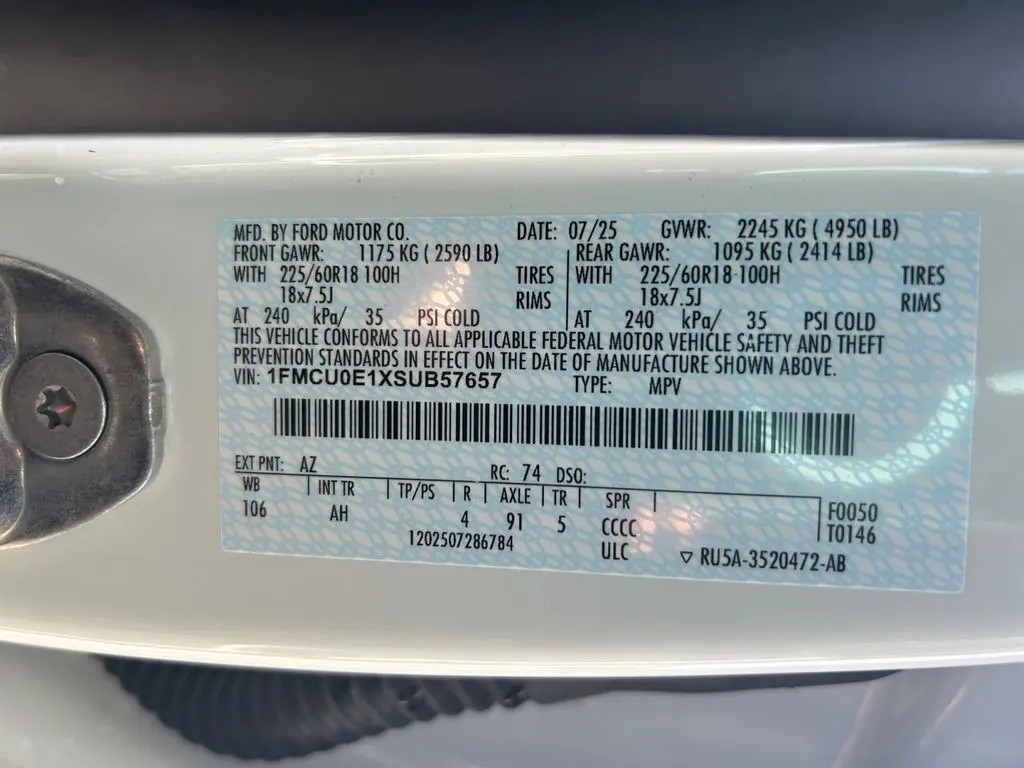 MFD. BY FORD MOTOR CO. DATE: 07/25 GVWR: 2245 KG ( 4950 LB)
FRONT GAWR: 1175 KG ( 2590 LB) REAR GAWR: 1095 KG ( 2414 LB)
WITH 225/60R18 100H TIRES WITH 225/60R18 100H TIRES
18x7.5J RIMS 18x7.5J RIMS
AT 240 kPa/ 35 PSI COLD AT 240 kPa/ 35 PSI COLD
THIS VEHICLE CONFORMS TO ALL APPLICABLE FEDERAL MOTOR VEHICLE SAFETY AND THEFT
PREVENTION STANDARDS IN EFFECT ON THE DATE OF MANUFACTURE SHOWN ABOVE.
VIN: 1FMCU0E1XSUB57657 TYPE: MPV
EXT PNT: AZ RC: 74 DSO:
WB INT TR TP/PS R AXLE TR SPR
106 AH 4 91 5 CCCC F0050
T0146
1202507286784 ULC RU5A-3520472-AB